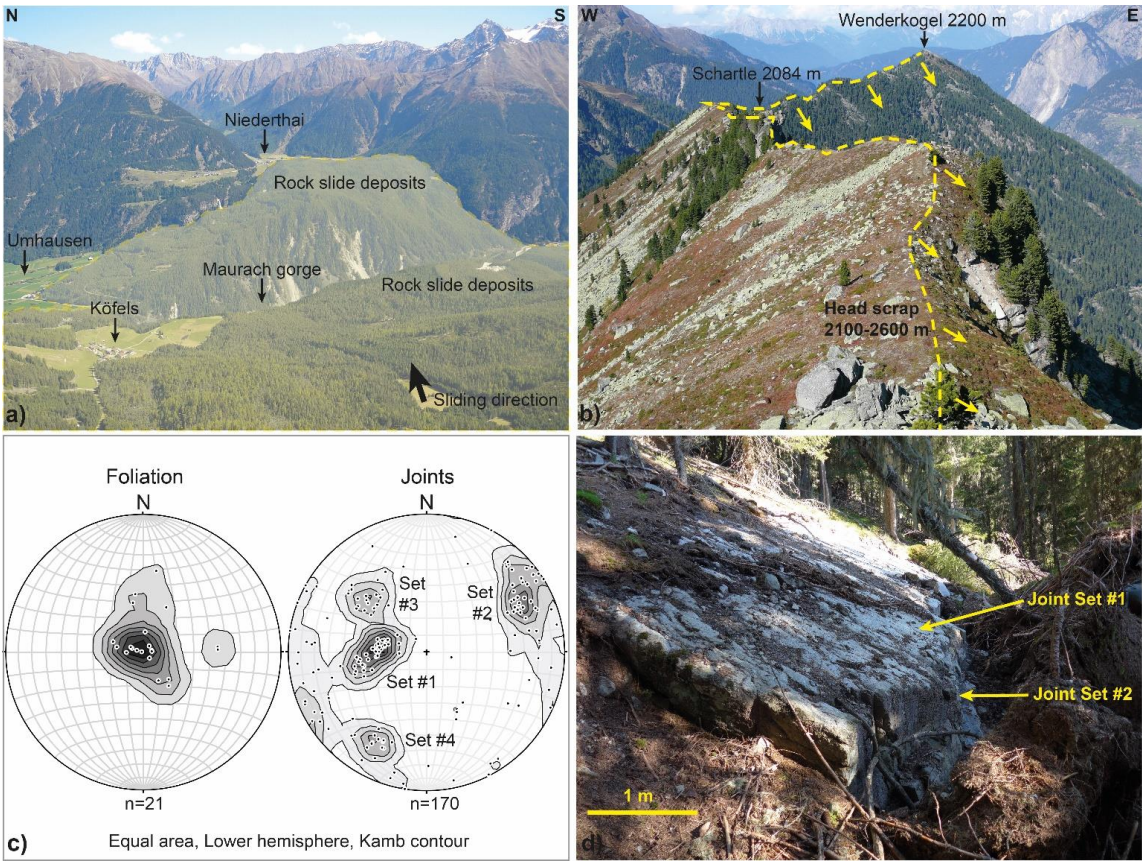 N
S
Niederthai
Rock slide deposits
Umhausen
Maurach gorge
Rock slide deposits
Köfels
Sliding direction
a)
W
E
Wenderkogel 2200 m
Schartle 2084 m
Head scrap
2100-2600 m
b)
Foliation
Joints
N
N
Set
#3
Set
#2
Set #1
Set #4
n=21
n=170
c)
Equal area, Lower hemisphere, Kamb contour
Joint Set #1
Joint Set #2
1 m
d)